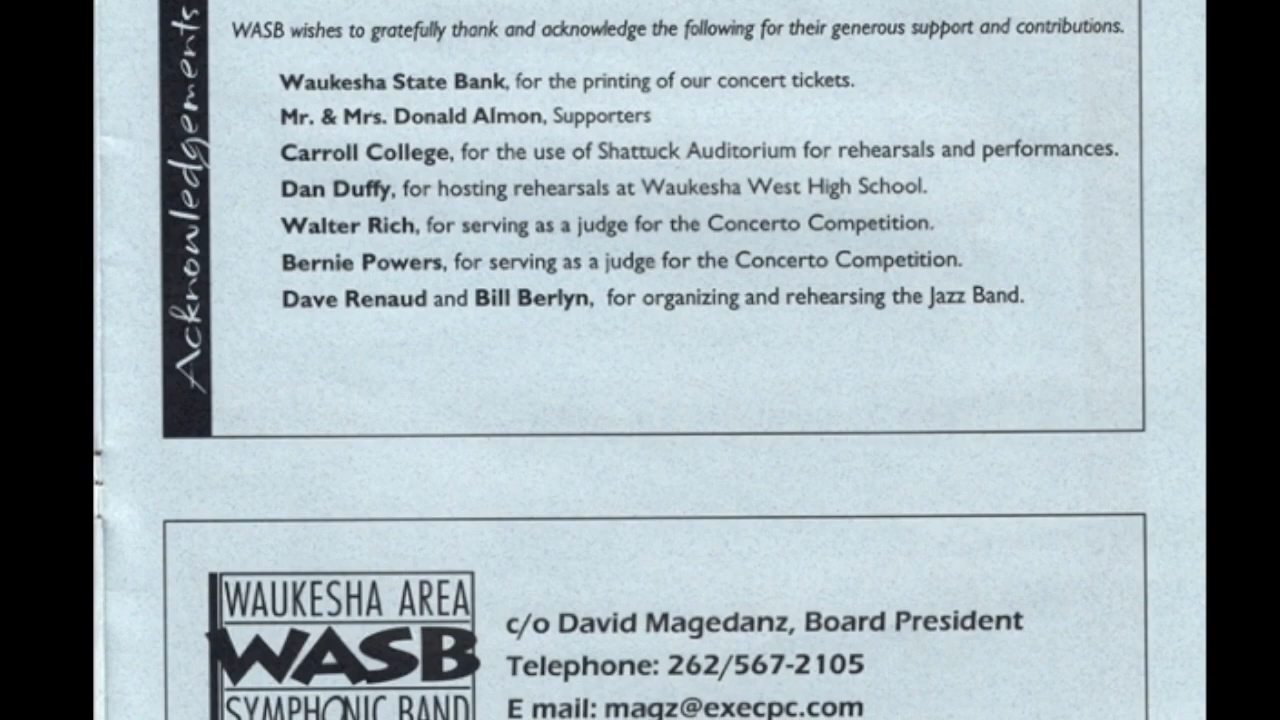 Acknowledgements
WASB wishes to gratefully thank and acknowledge the following for their generous support and contributions.
Waukesha State Bank, for the printing of our concert tickets.
Mr. & Mrs. Donald Almon, Supporters
Carroll College, for the use of Shattuck Auditorium for rehearsals and performances.
Dan Duffy, for hosting rehearsals at Waukesha West High School.
Walter Rich, for serving as a judge for the Concerto Competition.
Bernie Powers, for serving as a judge for the Concerto Competition.
Dave Renaud and Bill Berlyn, for organizing and rehearsing the Jazz Band.
WAUKESHA AREA
WASB
SYMPHONIC BAND
c/o David Magedanz, Board President
Telephone: 262/567-2105
E mail: magz@execpc.com